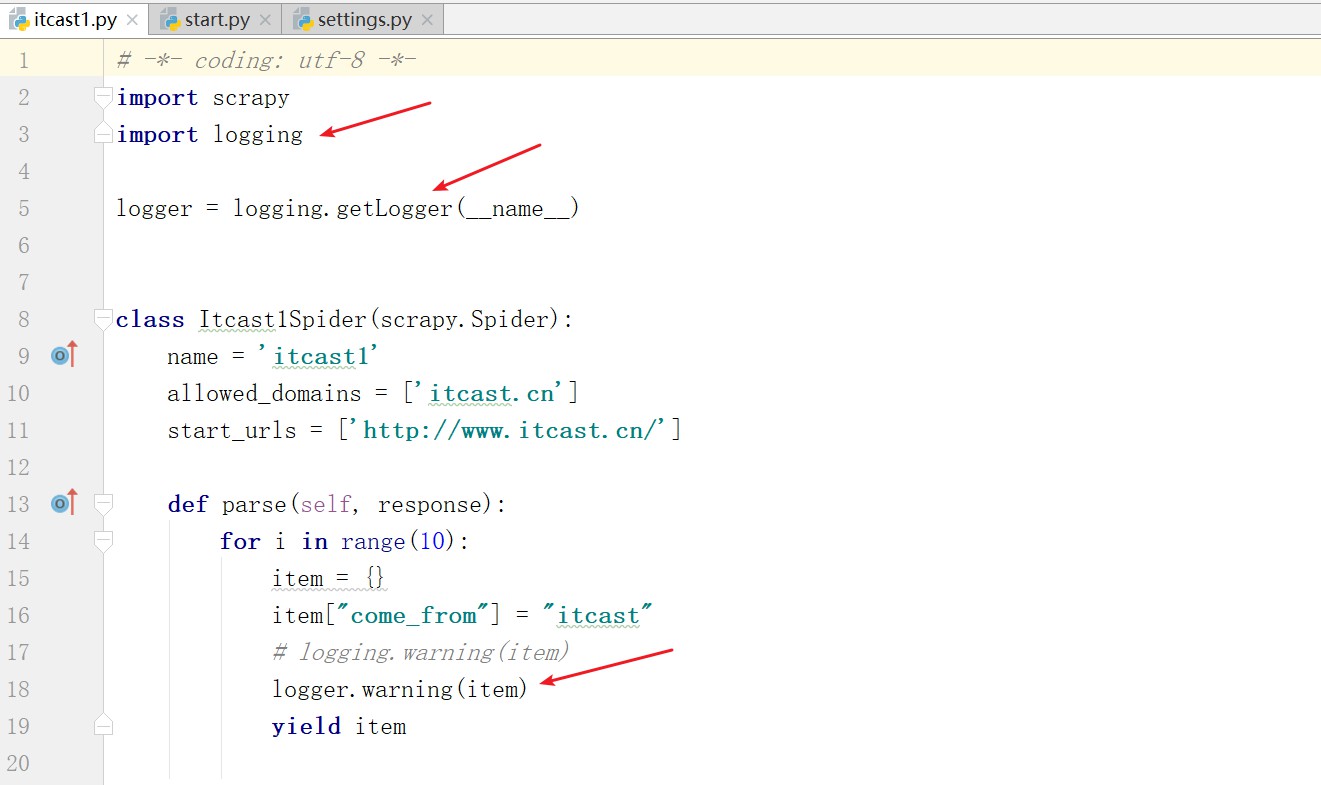 itcast1.py start.py settings.py
1 # -*- coding: utf-8 -*-
2 import scrapy
3 import logging
4
5 logger = logging.getLogger(__name__)
6
7
8 class Itcast1Spider(scrapy.Spider):
9     name = 'itcast1'
10     allowed_domains = ['itcast.cn']
11     start_urls = ['http://www.itcast.cn/']
12
13     def parse(self, response):
14         for i in range(10):
15             item = {}
16             item["come_from"] = "itcast"
17             # logging.warning(item)
18             logger.warning(item)
19             yield item
20